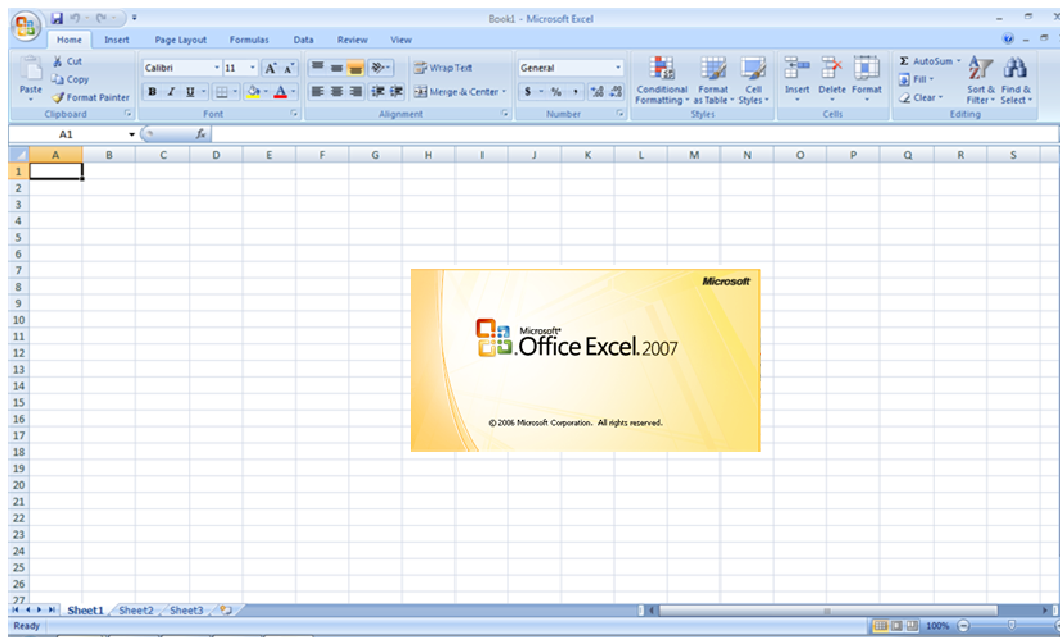 Book1 - Microsoft Excel
Home Insert Page Layout Formulas Data Review View
Cut
Copy
Format Painter
Paste
Clipboard
Calibri 11
B I U A
Font
Wrap Text
Merge & Center
Alignment
General
$ % ,
Number
Conditional Formatting
Format as Table
Cell Styles
Styles
Insert Delete Format
Cells
Σ AutoSum
Fill
Clear
Sort & Filter
Find & Select
Editing
A1 fx
A B C D E F G H I J K L M N O P Q R S
1
2
3
4
5
6
7
8
9
10
11
12
13
14
15
16
17
18
19
20
21
22
23
24
25
26
27
Microsoft
Microsoft®
Office Excel 2007
© 2006 Microsoft Corporation. All rights reserved.
Sheet1 Sheet2 Sheet3
Ready 100%